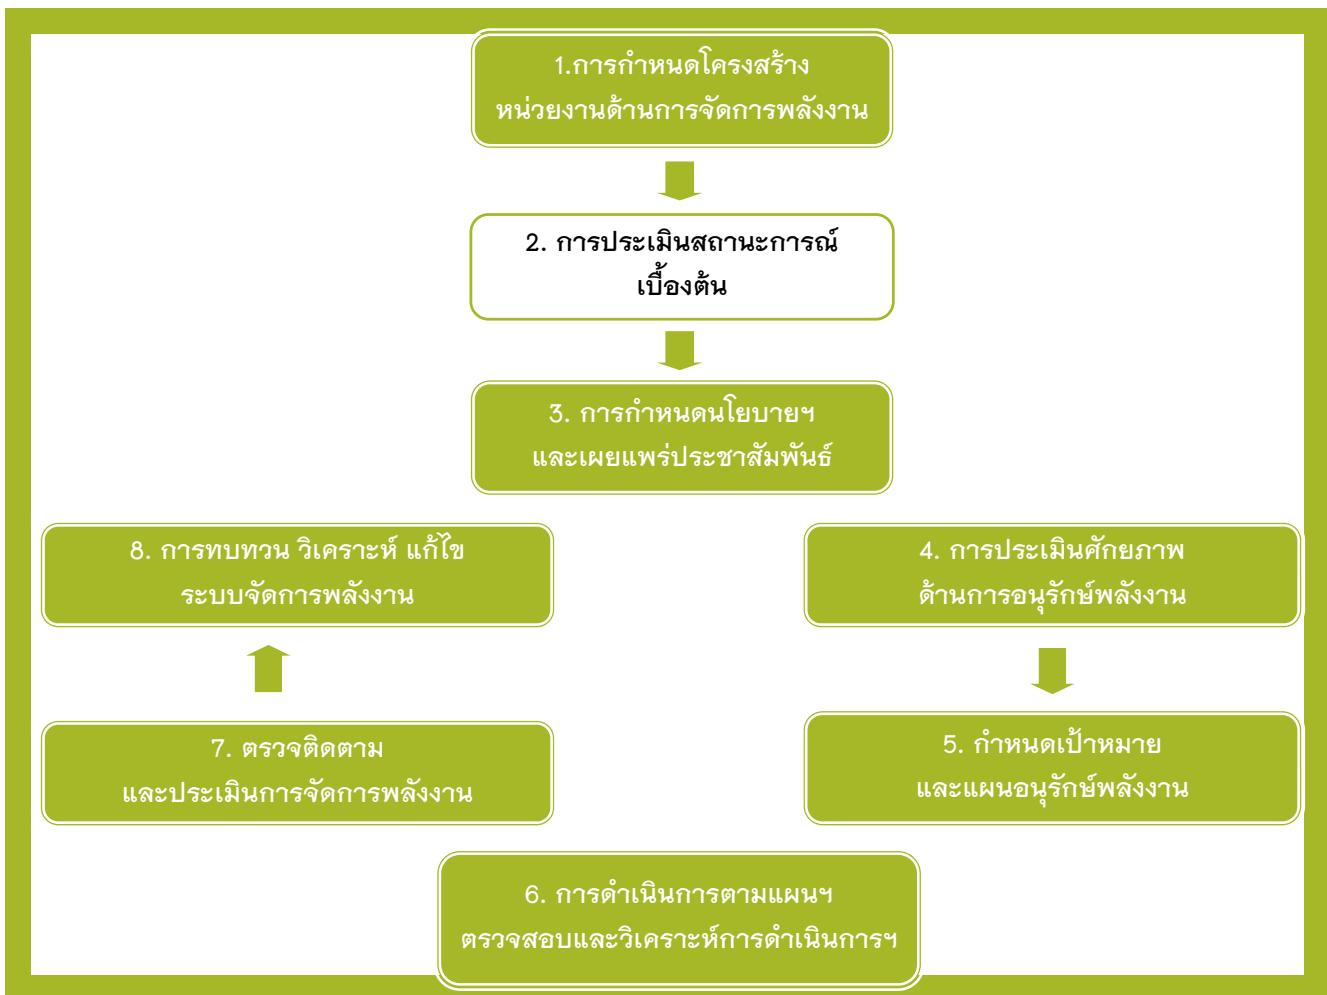 1.การกำหนดโครงสร้าง
หน่วยงานด้านการจัดการพลังงาน
2. การประเมินสถานะการณ์
เบื้องต้น
3. การกำหนดนโยบายฯ
และเผยแพร่ประชาสัมพันธ์
4. การประเมินศักยภาพ
ด้านการอนุรักษ์พลังงาน
5. กำหนดเป้าหมาย
และแผนอนุรักษ์พลังงาน
6. การดำเนินการตามแผนฯ
ตรวจสอบและวิเคราะห์การดำเนินการฯ
7. ตรวจติดตาม
และประเมินการจัดการพลังงาน
8. การทบทวน วิเคราะห์ แก้ไข
ระบบจัดการพลังงาน